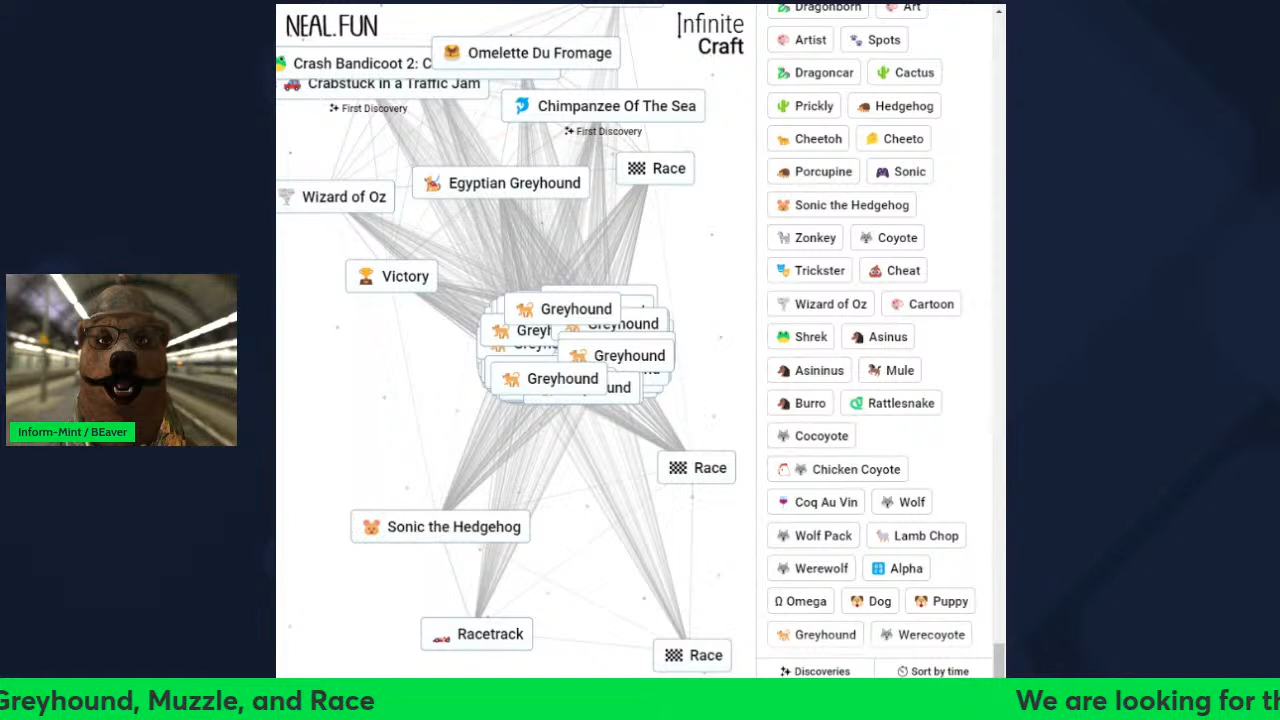 NEAL.FUN
Infinite
Craft
Omelette Du Fromage
Crash Bandicoot 2: C
Crabstuck in a Traffic Jam
First Discovery
Chimpanzee Of The Sea
First Discovery
Race
Egyptian Greyhound
Wizard of Oz
Victory
Greyhound
Greyh
Greyhound
Greyhound
Greyhound
Race
Sonic the Hedgehog
Racetrack
Race
Dragonborn Art
Artist Spots
Dragoncar Cactus
Prickly Hedgehog
Cheetoh Cheeto
Porcupine Sonic
Sonic the Hedgehog
Zonkey Coyote
Trickster Cheat
Wizard of Oz Cartoon
Shrek Asinus
Asininus Mule
Burro Rattlesnake
Cocoyote
Chicken Coyote
Coq Au Vin Wolf
Wolf Pack Lamb Chop
Werewolf Alpha
Ω Omega Dog Puppy
Greyhound Werecoyote
Discoveries Sort by time
Inform-Mint / BEaver
Greyhound, Muzzle, and Race
We are looking for th